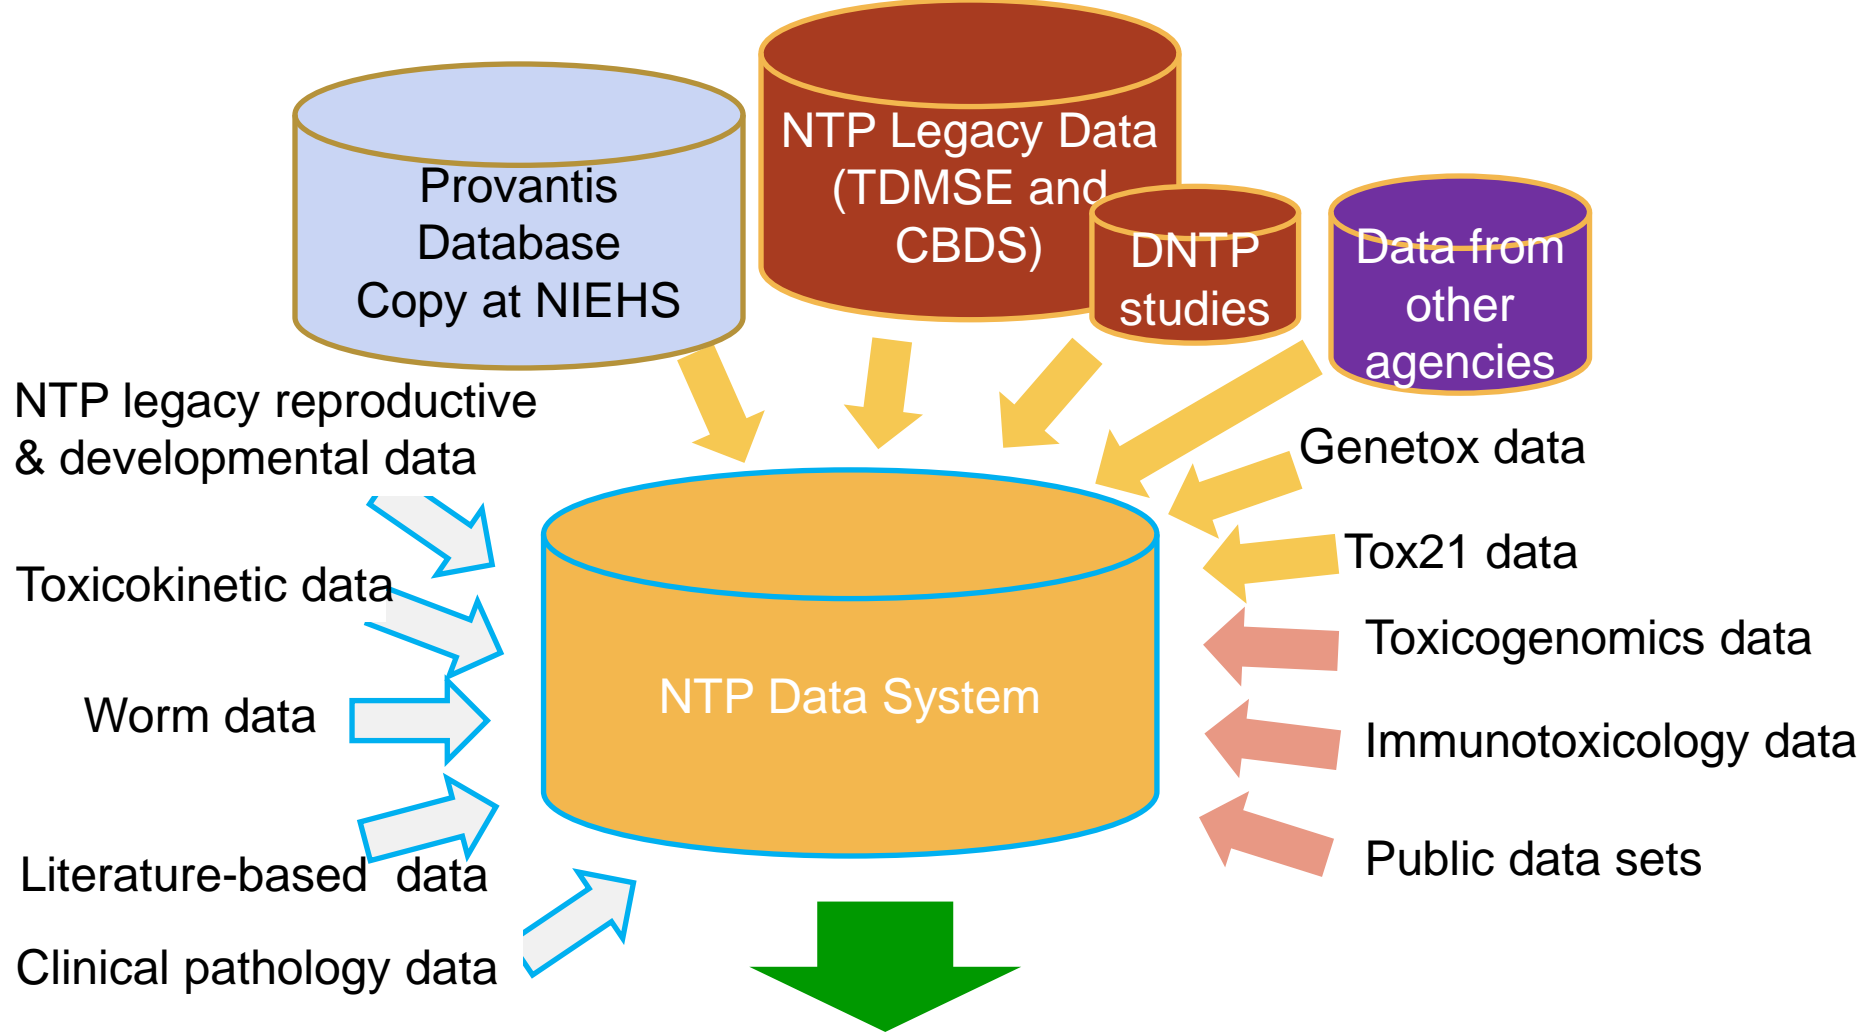 Provantis
Database
Copy at NIEHS
NTP Legacy Data
(TDMSE and
CBDS)
DNTP
studies
Data from
other
agencies
NTP legacy reproductive
& developmental data
Toxicokinetic data
Worm data
Literature-based  data
Clinical pathology data
NTP Data System
Genetox data
Tox21 data
Toxicogenomics data
Immunotoxicology data
Public data sets